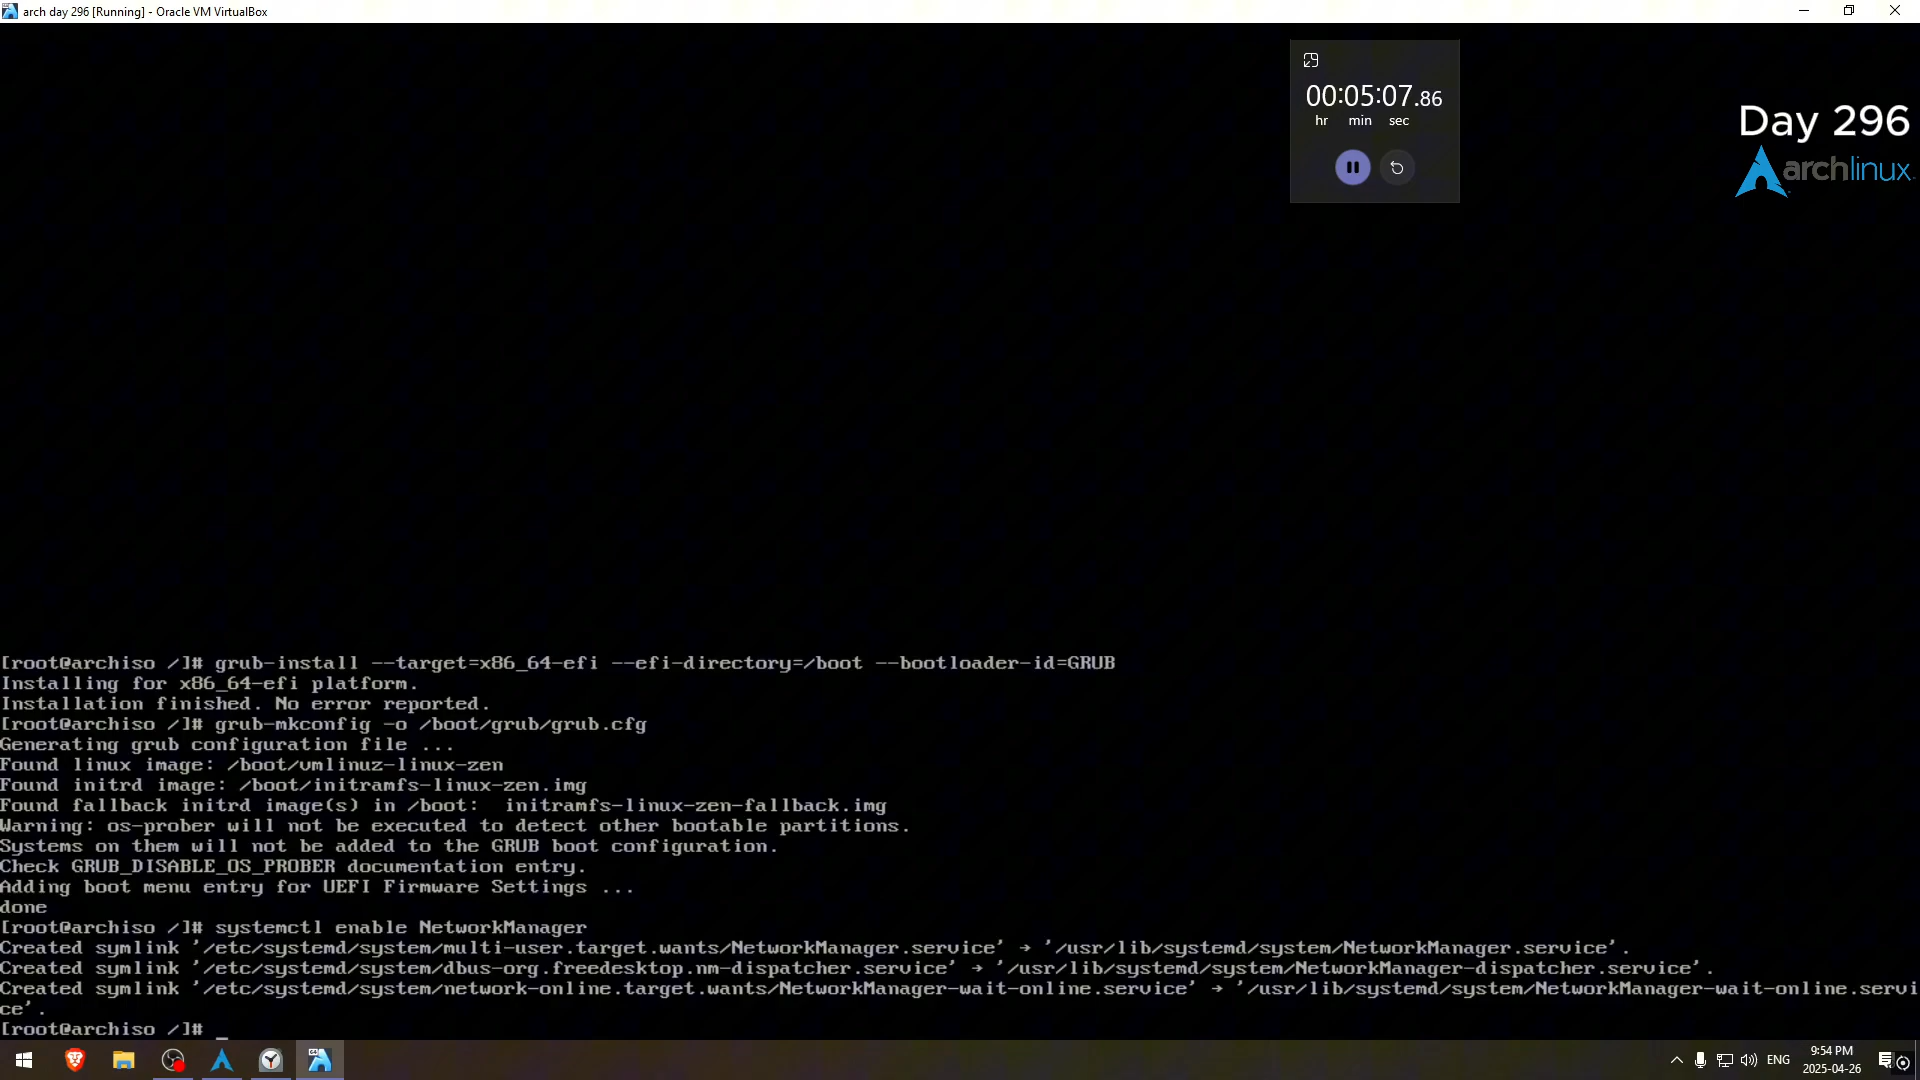 arch day 296 [Running] - Oracle VM VirtualBox
00:05:07.86
hr min sec
Day 296
archlinux
[root@archiso /]# grub-install --target=x86_64-efi --efi-directory=/boot --bootloader-id=GRUB
Installing for x86_64-efi platform.
Installation finished. No error reported.
[root@archiso /]# grub-mkconfig -o /boot/grub/grub.cfg
Generating grub configuration file ...
Found linux image: /boot/vmlinuz-linux-zen
Found initrd image: /boot/initramfs-linux-zen.img
Found fallback initrd image(s) in /boot:  initramfs-linux-zen-fallback.img
Warning: os-prober will not be executed to detect other bootable partitions.
Systems on them will not be added to the GRUB boot configuration.
Check GRUB_DISABLE_OS_PROBER documentation entry.
Adding boot menu entry for UEFI Firmware Settings ...
done
[root@archiso /]# systemctl enable NetworkManager
Created symlink '/etc/systemd/system/multi-user.target.wants/NetworkManager.service' → '/usr/lib/systemd/system/NetworkManager.service'.
Created symlink '/etc/systemd/system/dbus-org.freedesktop.nm-dispatcher.service' → '/usr/lib/systemd/system/NetworkManager-dispatcher.service'.
Created symlink '/etc/systemd/system/network-online.target.wants/NetworkManager-wait-online.service' → '/usr/lib/systemd/system/NetworkManager-wait-online.servi
ce'.
[root@archiso /]# _
ENG
9:54 PM
2025-04-26